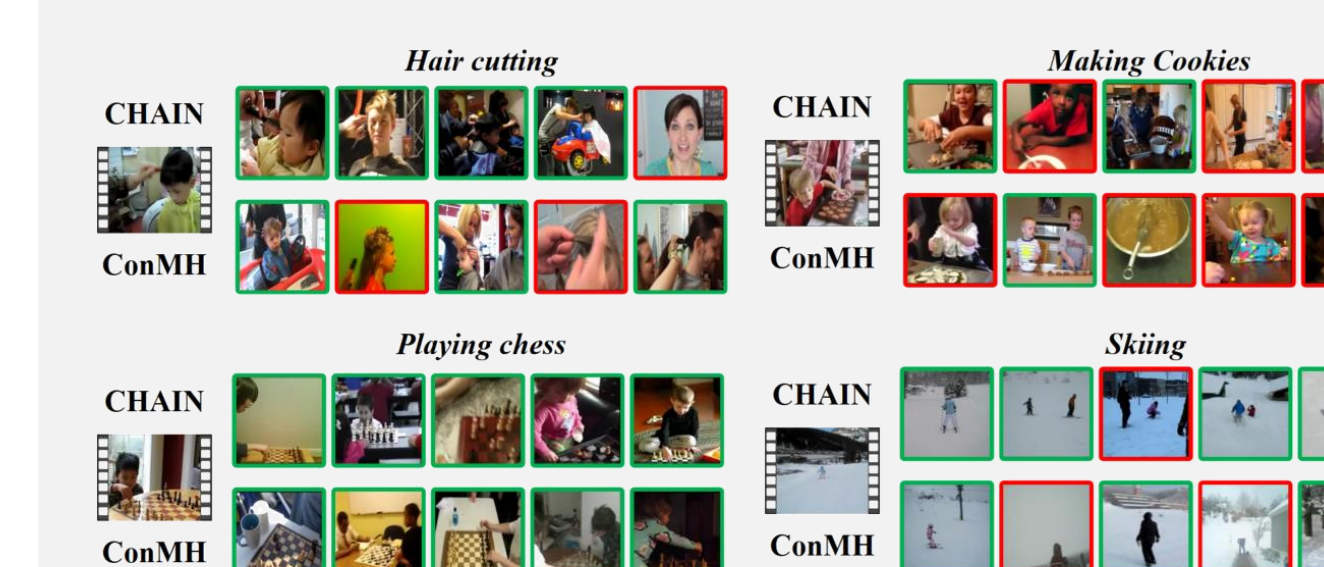 Hair cutting
CHAIN
ConMH
Making Cookies
CHAIN
ConMH
Playing chess
CHAIN
ConMH
Skiing
CHAIN
ConMH